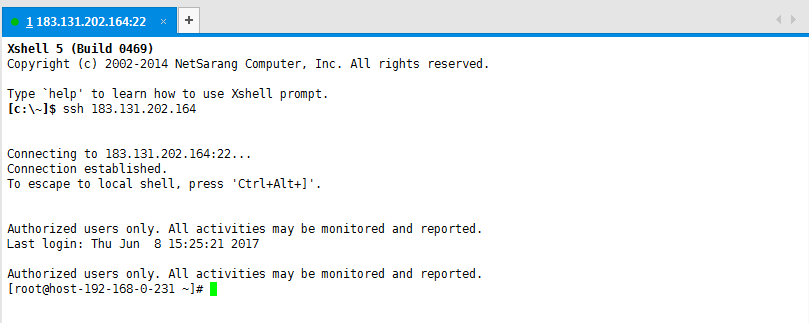 1 183.131.202.164:22 × +
Xshell 5 (Build 0469)
Copyright (c) 2002-2014 NetSarang Computer, Inc. All rights reserved.
Type `help' to learn how to use Xshell prompt.
[c:\~]$ ssh 183.131.202.164
Connecting to 183.131.202.164:22...
Connection established.
To escape to local shell, press 'Ctrl+Alt+]'.
Authorized users only. All activities may be monitored and reported.
Last login: Thu Jun  8 15:25:21 2017
Authorized users only. All activities may be monitored and reported.
[root@host-192-168-0-231 ~]#